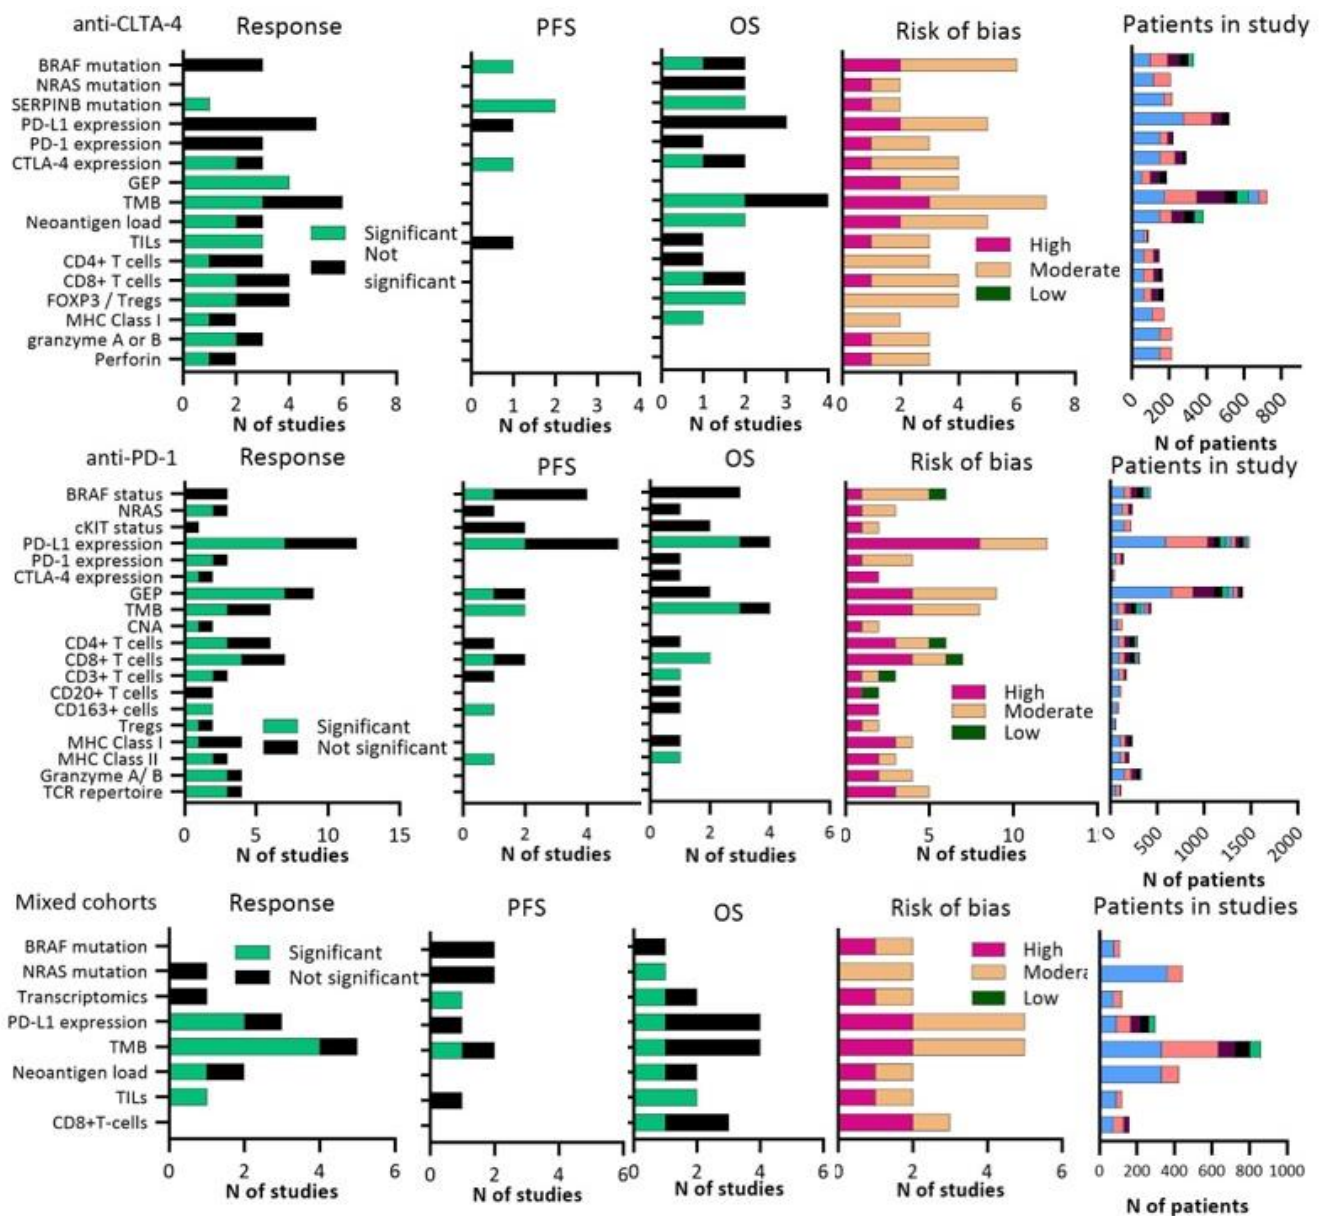 anti-CLTA-4
Response
PFS
OS
Risk of bias
Patients in study
BRAF mutation
NRAS mutation
SERPINB mutation
PD-L1 expression
PD-1 expression
CTLA-4 expression
GEP
TMB
Neoantigen load
TILs
CD4+ T cells
CD8+ T cells
FOXP3 / Tregs
MHC Class I
granzyme A or B
Perforin
Significant
Not
significant
High
Moderate
Low
0 2 4 6 8
N of studies
0 1 2 3 4
N of studies
0 1 2 3 4
N of studies
0 2 4 6 8
N of studies
0 200 400 600 800
N of patients
anti-PD-1
Response
PFS
OS
Risk of bias
Patients in study
BRAF status
NRAS
cKIT status
PD-L1 expression
PD-1 expression
CTLA-4 expression
GEP
TMB
CNA
CD4+ T cells
CD8+ T cells
CD3+ T cells
CD20+ T cells
CD163+ cells
Tregs
MHC Class I
MHC Class II
Granzyme A/ B
TCR repertoire
Significant
Not significant
High
Moderate
Low
0 5 10 15
N of studies
0 2 4
N of studies
0 2 4 6
N of studies
0 5 10 1
N of studies
0 500 1000 1500 2000
N of patients
Mixed cohorts
Response
PFS
OS
Risk of bias
Patients in studies
BRAF mutation
NRAS mutation
Transcriptomics
PD-L1 expression
TMB
Neoantigen load
TILs
CD8+T-cells
Significant
Not significant
High
Modera
Low
0 2 4 6
N of studies
0 2 4 6
N of studies
0 2 4 6
N of studies
0 2 4 6
N of studies
0 200 400 600 800 1000
N of patients